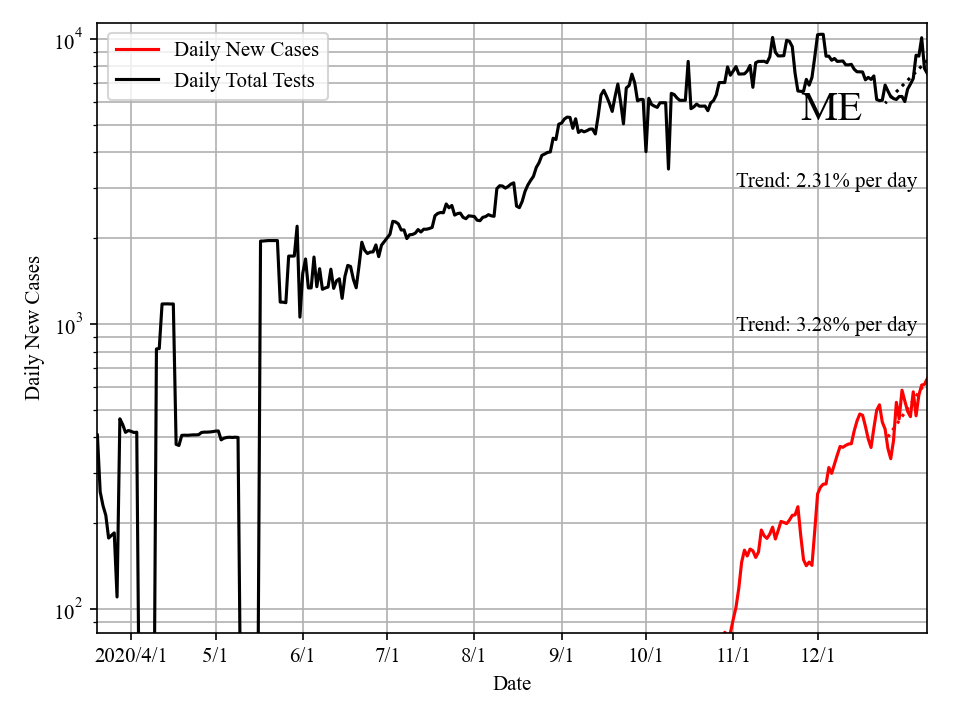 Daily New Cases
Daily Total Tests
ME
Trend: 2.31% per day
Trend: 3.28% per day
10^4
10^3
10^2
Daily New Cases
2020/4/1 5/1 6/1 7/1 8/1 9/1 10/1 11/1 12/1
Date